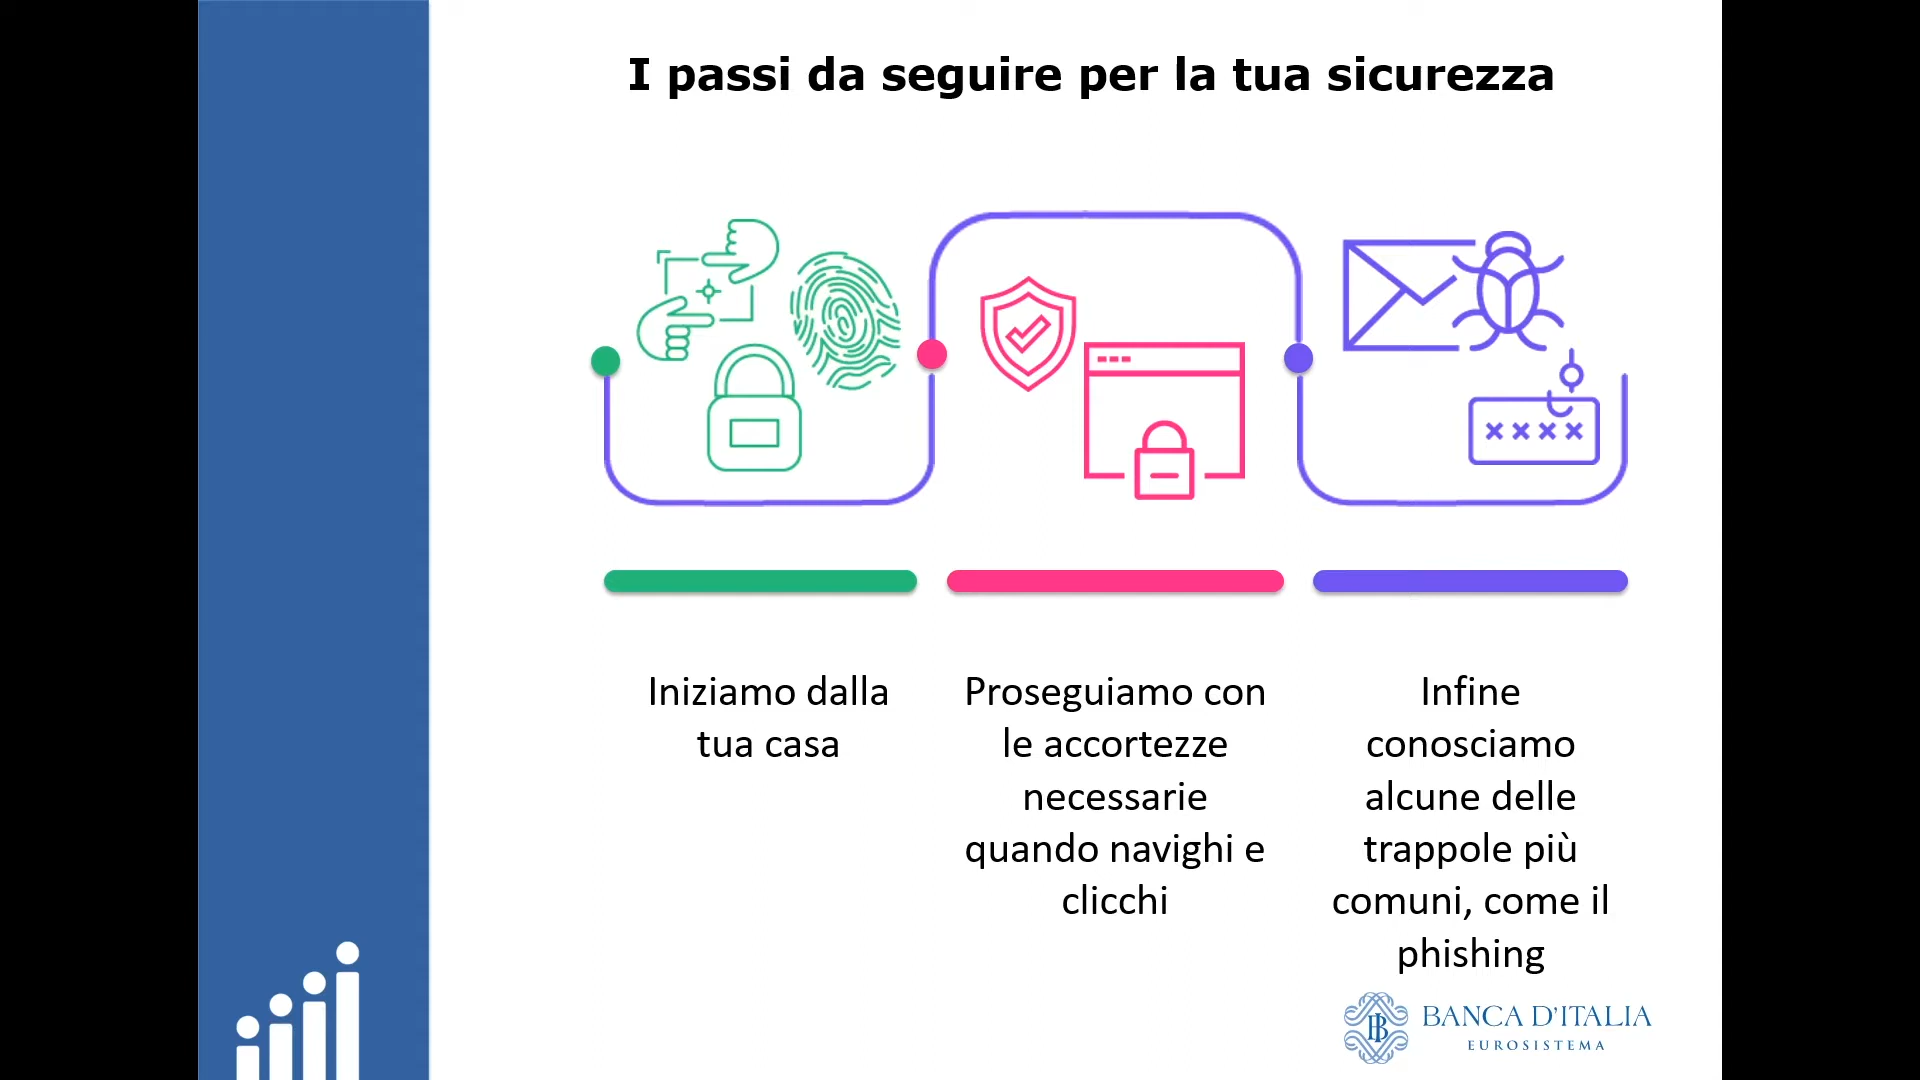 I passi da seguire per la tua sicurezza
Iniziamo dalla
tua casa
Proseguiamo con
le accortezze
necessarie
quando navighi e
clicchi
Infine
conosciamo
alcune delle
trappole più
comuni, come il
phishing
BANCA D'ITALIA
EUROSISTEMA